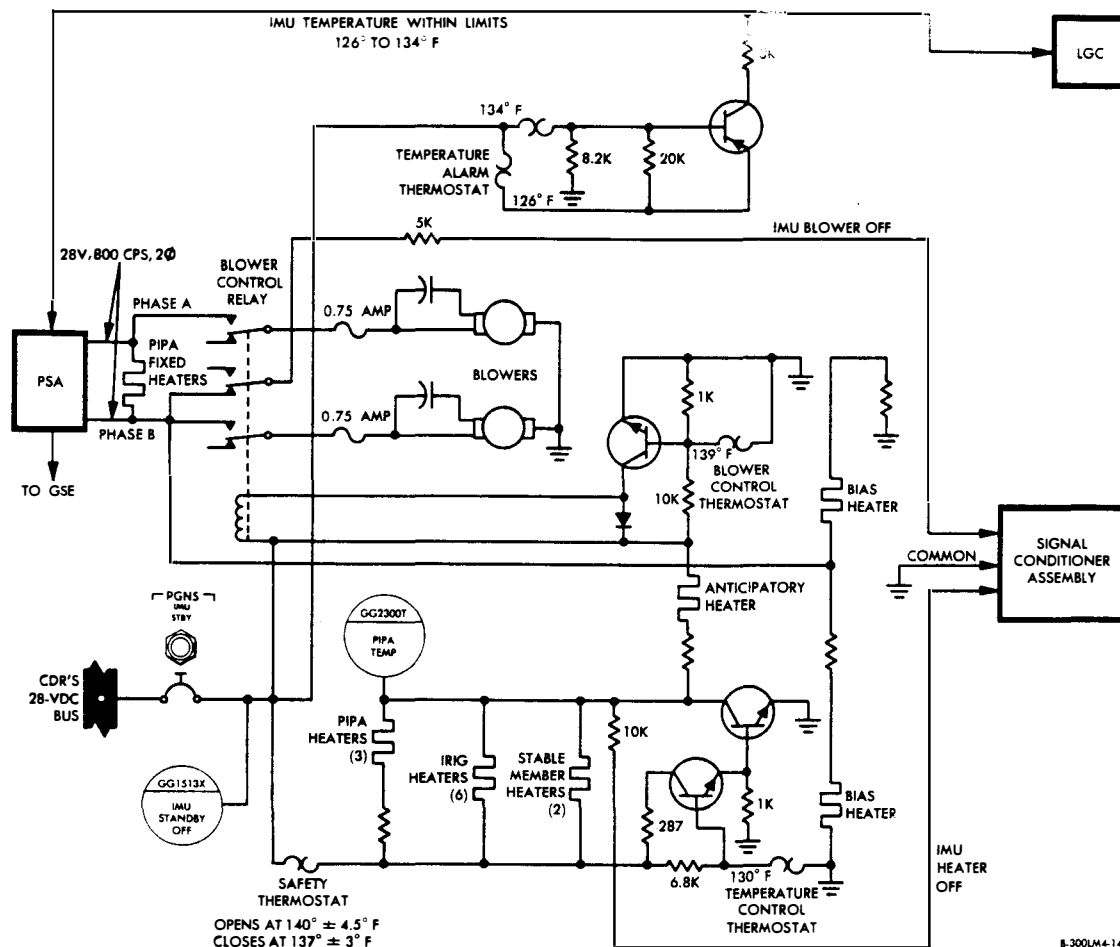 IMU TEMPERATURE WITHIN LIMITS
126° TO 134° F
LGC
134° F
TEMPERATURE
ALARM
THERMOSTAT
8.2K
20K
126° F
5K
IMU BLOWER OFF
28V, 800 CPS, 2Ø
BLOWER
CONTROL
RELAY
PHASE A
0.75 AMP
PIPA
FIXED
HEATERS
PSA
BLOWERS
1K
PHASE B
0.75 AMP
139° F
BLOWER
CONTROL
THERMOSTAT
TO GSE
10K
BIAS
HEATER
SIGNAL
CONDITIONER
ASSEMBLY
COMMON
ANTICIPATORY
HEATER
PGNS
IMU
STBY
GG2300T
PIPA
TEMP
CDR'S
28-VDC
BUS
PIPA
HEATERS
(3)
IRIG
HEATERS
(6)
STABLE
MEMBER
HEATERS
(2)
10K
GG1513X
IMU
STANDBY
OFF
287
1K
BIAS
HEATER
6.8K
130° F
TEMPERATURE
CONTROL
THERMOSTAT
IMU
HEATER
OFF
SAFETY
THERMOSTAT
OPENS AT 140° ± 4.5° F
CLOSES AT 137° ± 3° F